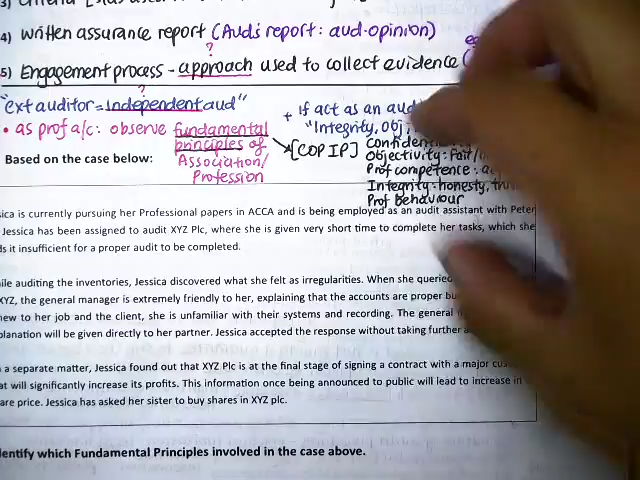 4) written assurance report (Aud's report: aud-opinion)
?
5) Engagement process - approach used to collect evidence (
?
"ext auditor = independent aud"
+ If act as an aud
• as prof a/c: observe fundamental
"Integrity, obj,
principles of
[COP IP]
Confident
Objectivity: fair/
Based on the case below:
Association/
Prof competence: a
Profession
Integrity: honesty, tru
Prof Behaviour
ica is currently pursuing her Professional papers in ACCA and is being employed as an audit assistant with Peter
Jessica has been assigned to audit XYZ Plc, where she is given very short time to complete her tasks, which she
s it insufficient for a proper audit to be completed.
ile auditing the inventories, Jessica discovered what she felt as irregularities. When she queried
XYZ, the general manager is extremely friendly to her, explaining that the accounts are proper bu
new to her job and the client, she is unfamiliar with their systems and recording. The general
planation will be given directly to her partner. Jessica accepted the response without taking further a
a separate matter, Jessica found out that XYZ Plc is at the final stage of signing a contract with a major cus
at will significantly increase its profits. This information once being announced to public will lead to increase in
are price. Jessica has asked her sister to buy shares in XYZ plc.
dentify which Fundamental Principles involved in the case above.